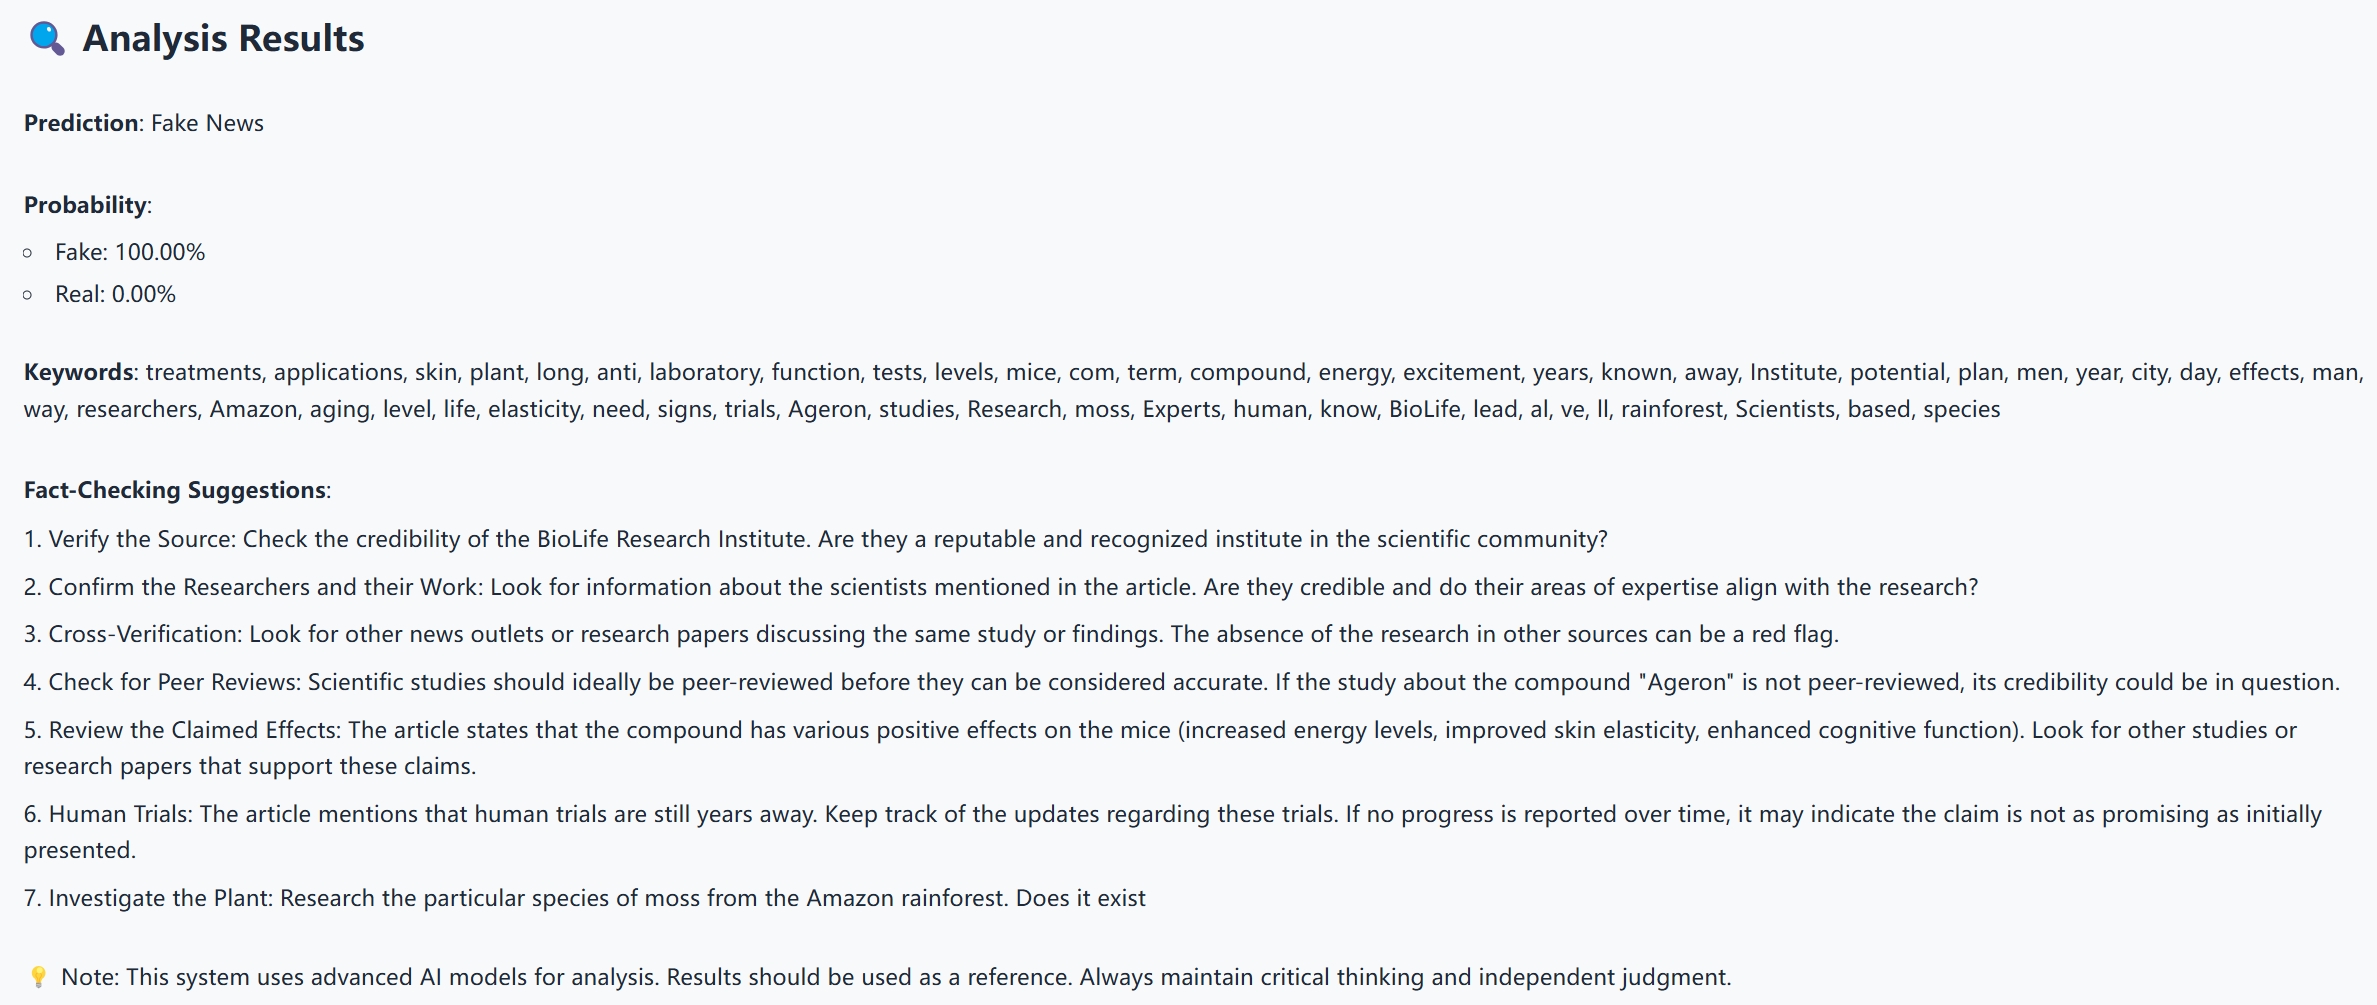 🔍 Analysis Results
Prediction: Fake News
Probability:
Fake: 100.00%
Real: 0.00%
Keywords: treatments, applications, skin, plant, long, anti, laboratory, function, tests, levels, mice, com, term, compound, energy, excitement, years, known, away, Institute, potential, plan, men, year, city, day, effects, man,
way, researchers, Amazon, aging, level, life, elasticity, need, signs, trials, Ageron, studies, Research, moss, Experts, human, know, BioLife, lead, al, ve, ll, rainforest, Scientists, based, species
Fact-Checking Suggestions:
1. Verify the Source: Check the credibility of the BioLife Research Institute. Are they a reputable and recognized institute in the scientific community?
2. Confirm the Researchers and their Work: Look for information about the scientists mentioned in the article. Are they credible and do their areas of expertise align with the research?
3. Cross-Verification: Look for other news outlets or research papers discussing the same study or findings. The absence of the research in other sources can be a red flag.
4. Check for Peer Reviews: Scientific studies should ideally be peer-reviewed before they can be considered accurate. If the study about the compound "Ageron" is not peer-reviewed, its credibility could be in question.
5. Review the Claimed Effects: The article states that the compound has various positive effects on the mice (increased energy levels, improved skin elasticity, enhanced cognitive function). Look for other studies or
research papers that support these claims.
6. Human Trials: The article mentions that human trials are still years away. Keep track of the updates regarding these trials. If no progress is reported over time, it may indicate the claim is not as promising as initially
presented.
7. Investigate the Plant: Research the particular species of moss from the Amazon rainforest. Does it exist
💡 Note: This system uses advanced AI models for analysis. Results should be used as a reference. Always maintain critical thinking and independent judgment.